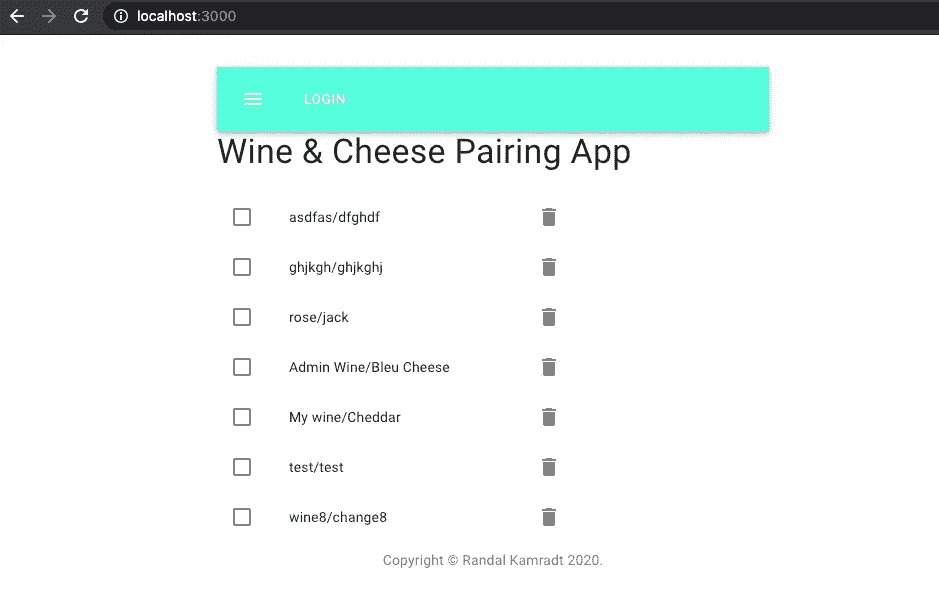 localhost:3000
LOGIN
Wine & Cheese Pairing App
asdfas/dfghdf
ghjkgh/ghjkghj
rose/jack
Admin Wine/Bleu Cheese
My wine/Cheddar
test/test
wine8/change8
Copyright © Randal Kamradt 2020.